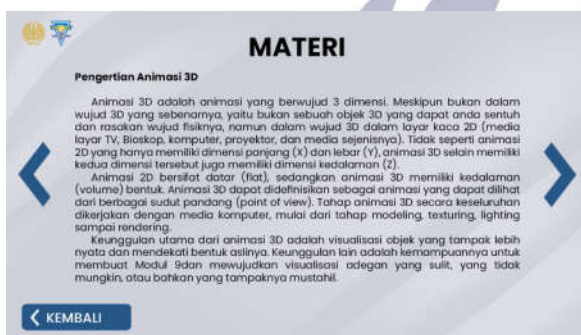 MATERI
Pengertian Animasi 3D
Animasi 3D adalah animasi yang berwujud 3 dimensi. Meskipun bukan dalam
wujud 3D yang sebenarnya, yaitu bukan sebuah objek 3D yang dapat anda sentuh
dan rasakan wujud fisiknya, namun dalam wujud 3D dalam layar kaca 2D (media
layar TV, Bioskop, komputer, proyektor, dan media sejenisnya). Tidak seperti animasi
2D yang hanya memiliki dimensi panjang (X) dan lebar (Y), animasi 3D selain memiliki
kedua dimensi tersebut juga memiliki dimensi kedalaman (Z).
Animasi 2D bersifat datar (flat), sedangkan animasi 3D memiliki kedalaman
(volume) bentuk. Animasi 3D dapat didefinisikan sebagai animasi yang dapat dilihat
dari berbagai sudut pandang (point of view). Tahap animasi 3D secara keseluruhan
dikerjakan dengan media komputer, mulai dari tahap modeling, texturing, lighting
sampai rendering.
Keunggulan utama dari animasi 3D adalah visualisasi objek yang tampak lebih
nyata dan mendekati bentuk aslinya. Keunggulan lain adalah kemampuannya untuk
membuat Modul 9dan mewujudkan visualisasi adegan yang sulit, yang tidak
mungkin, atau bahkan yang tampaknya mustahil.
KEMBALI